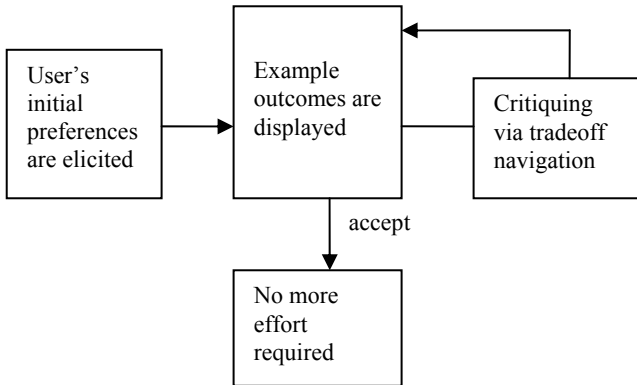 User’s
initial
preferences
are elicited
Example
outcomes are
displayed
Critiquing
via tradeoff
navigation
accept
No more
effort
required